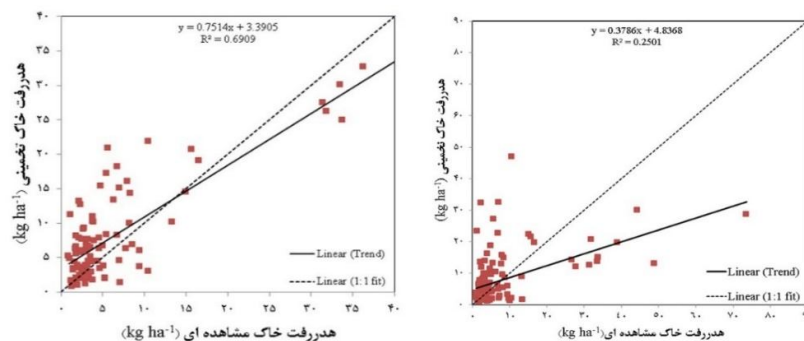 y = 0.7514x + 3.3905
R² = 0.6909
۴۰
۳۵
۳۰
۲۵
۲۰
۱۵
۱۰
۵
۰
هدررفت خاک تخمینی (kg ha⁻¹)
Linear (Trend)
Linear (1:1 fit)
۰ ۵ ۱۰ ۱۵ ۲۰ ۲۵ ۳۰ ۳۵ ۴۰
هدررفت خاک مشاهده ای (kg ha⁻¹)
y = 0.3786x + 4.8368
R² = 0.2501
۹۰
۸۰
۷۰
۶۰
۵۰
۴۰
۳۰
۲۰
۱۰
۰
هدررفت خاک تخمینی (kg ha⁻¹)
Linear (Trend)
Linear (1:1 fit)
۰ ۱۰ ۲۰ ۳۰ ۴۰ ۵۰ ۶۰ ۷۰ ۸۰ ۹۰
هدررفت خاک مشاهده ای (kg ha⁻¹)